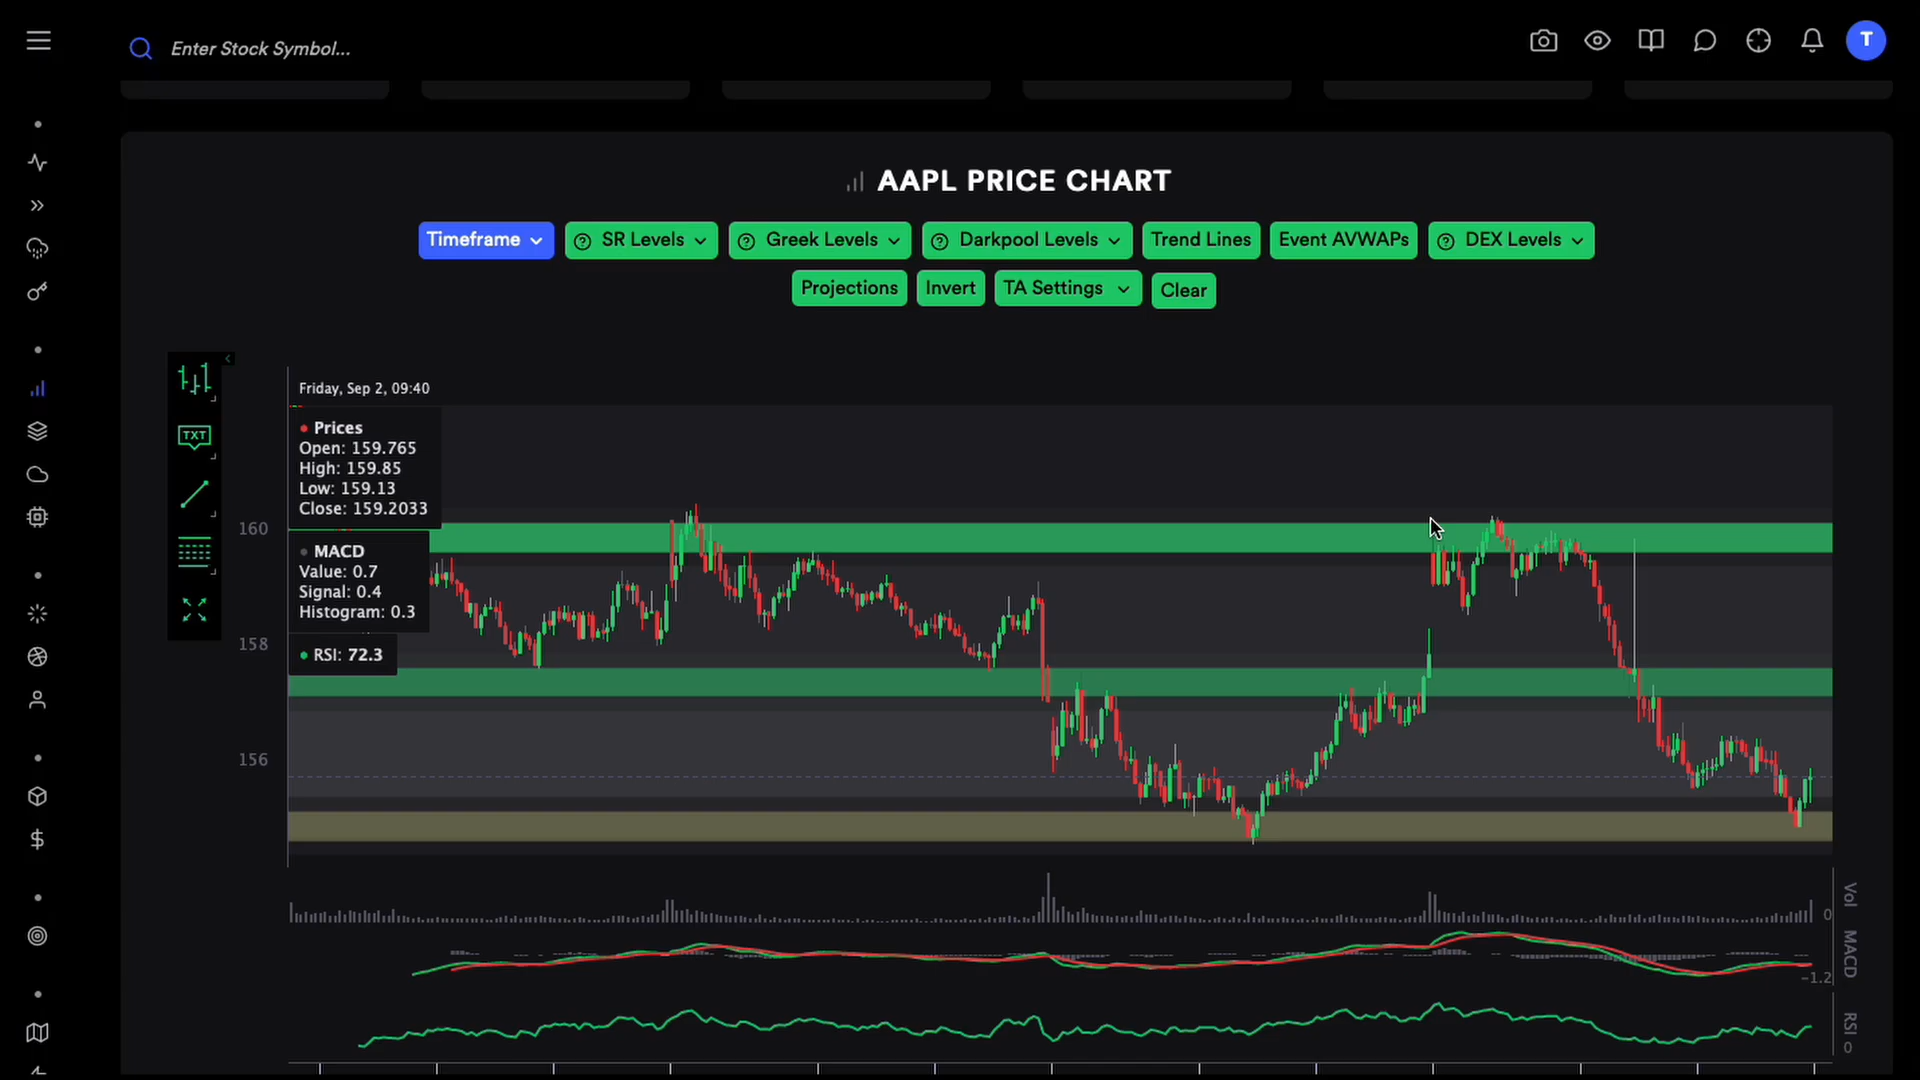 Enter Stock Symbol...
T
AAPL PRICE CHART
Timeframe
SR Levels
Greek Levels
Darkpool Levels
Trend Lines
Event AVWAPs
DEX Levels
Projections
Invert
TA Settings
Clear
TXT
Friday, Sep 2, 09:40
Prices
Open: 159.765
High: 159.85
Low: 159.13
Close: 159.2033
MACD
Value: 0.7
Signal: 0.4
Histogram: 0.3
RSI: 72.3
160
158
156
Vol
0
MACD
-1.2
RSI
0